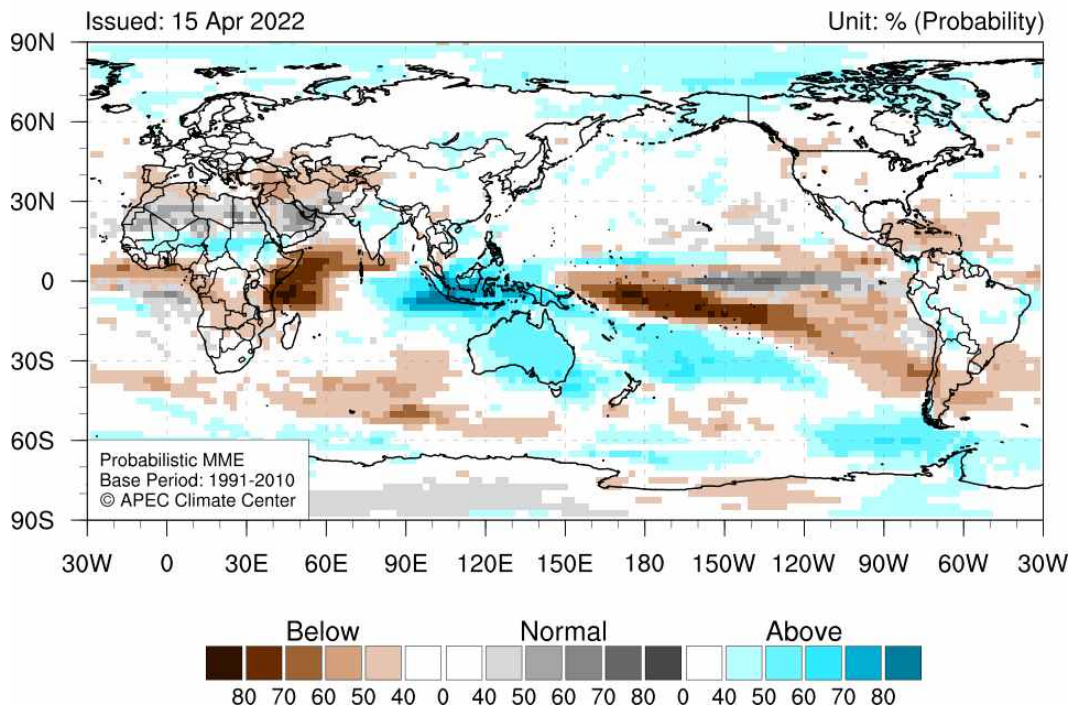 Issued: 15 Apr 2022 Unit: % (Probability)
90N
60N
30N
0
30S
60S
90S
Probabilistic MME
Base Period: 1991-2010
© APEC Climate Center
30W 0 30E 60E 90E 120E 150E 180 150W 120W 90W 60W 30W
Below Normal Above
80 70 60 50 40 0 40 50 60 70 80 0 40 50 60 70 80